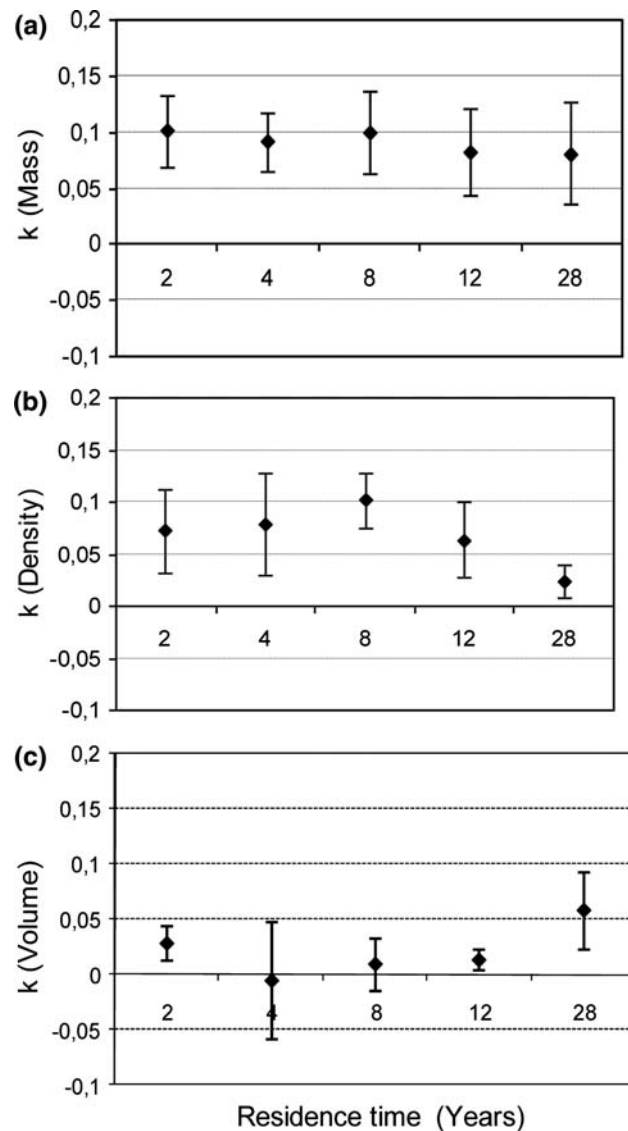 (a)
k (Mass)
0,2
0,15
0,1
0,05
0
-0,05
-0,1
2 4 8 12 28
(b)
k (Density)
0,2
0,15
0,1
0,05
0
-0,05
-0,1
2 4 8 12 28
(c)
k (Volume)
0,2
0,15
0,1
0,05
0
-0,05
-0,1
2 4 8 12 28
Residence time (Years)